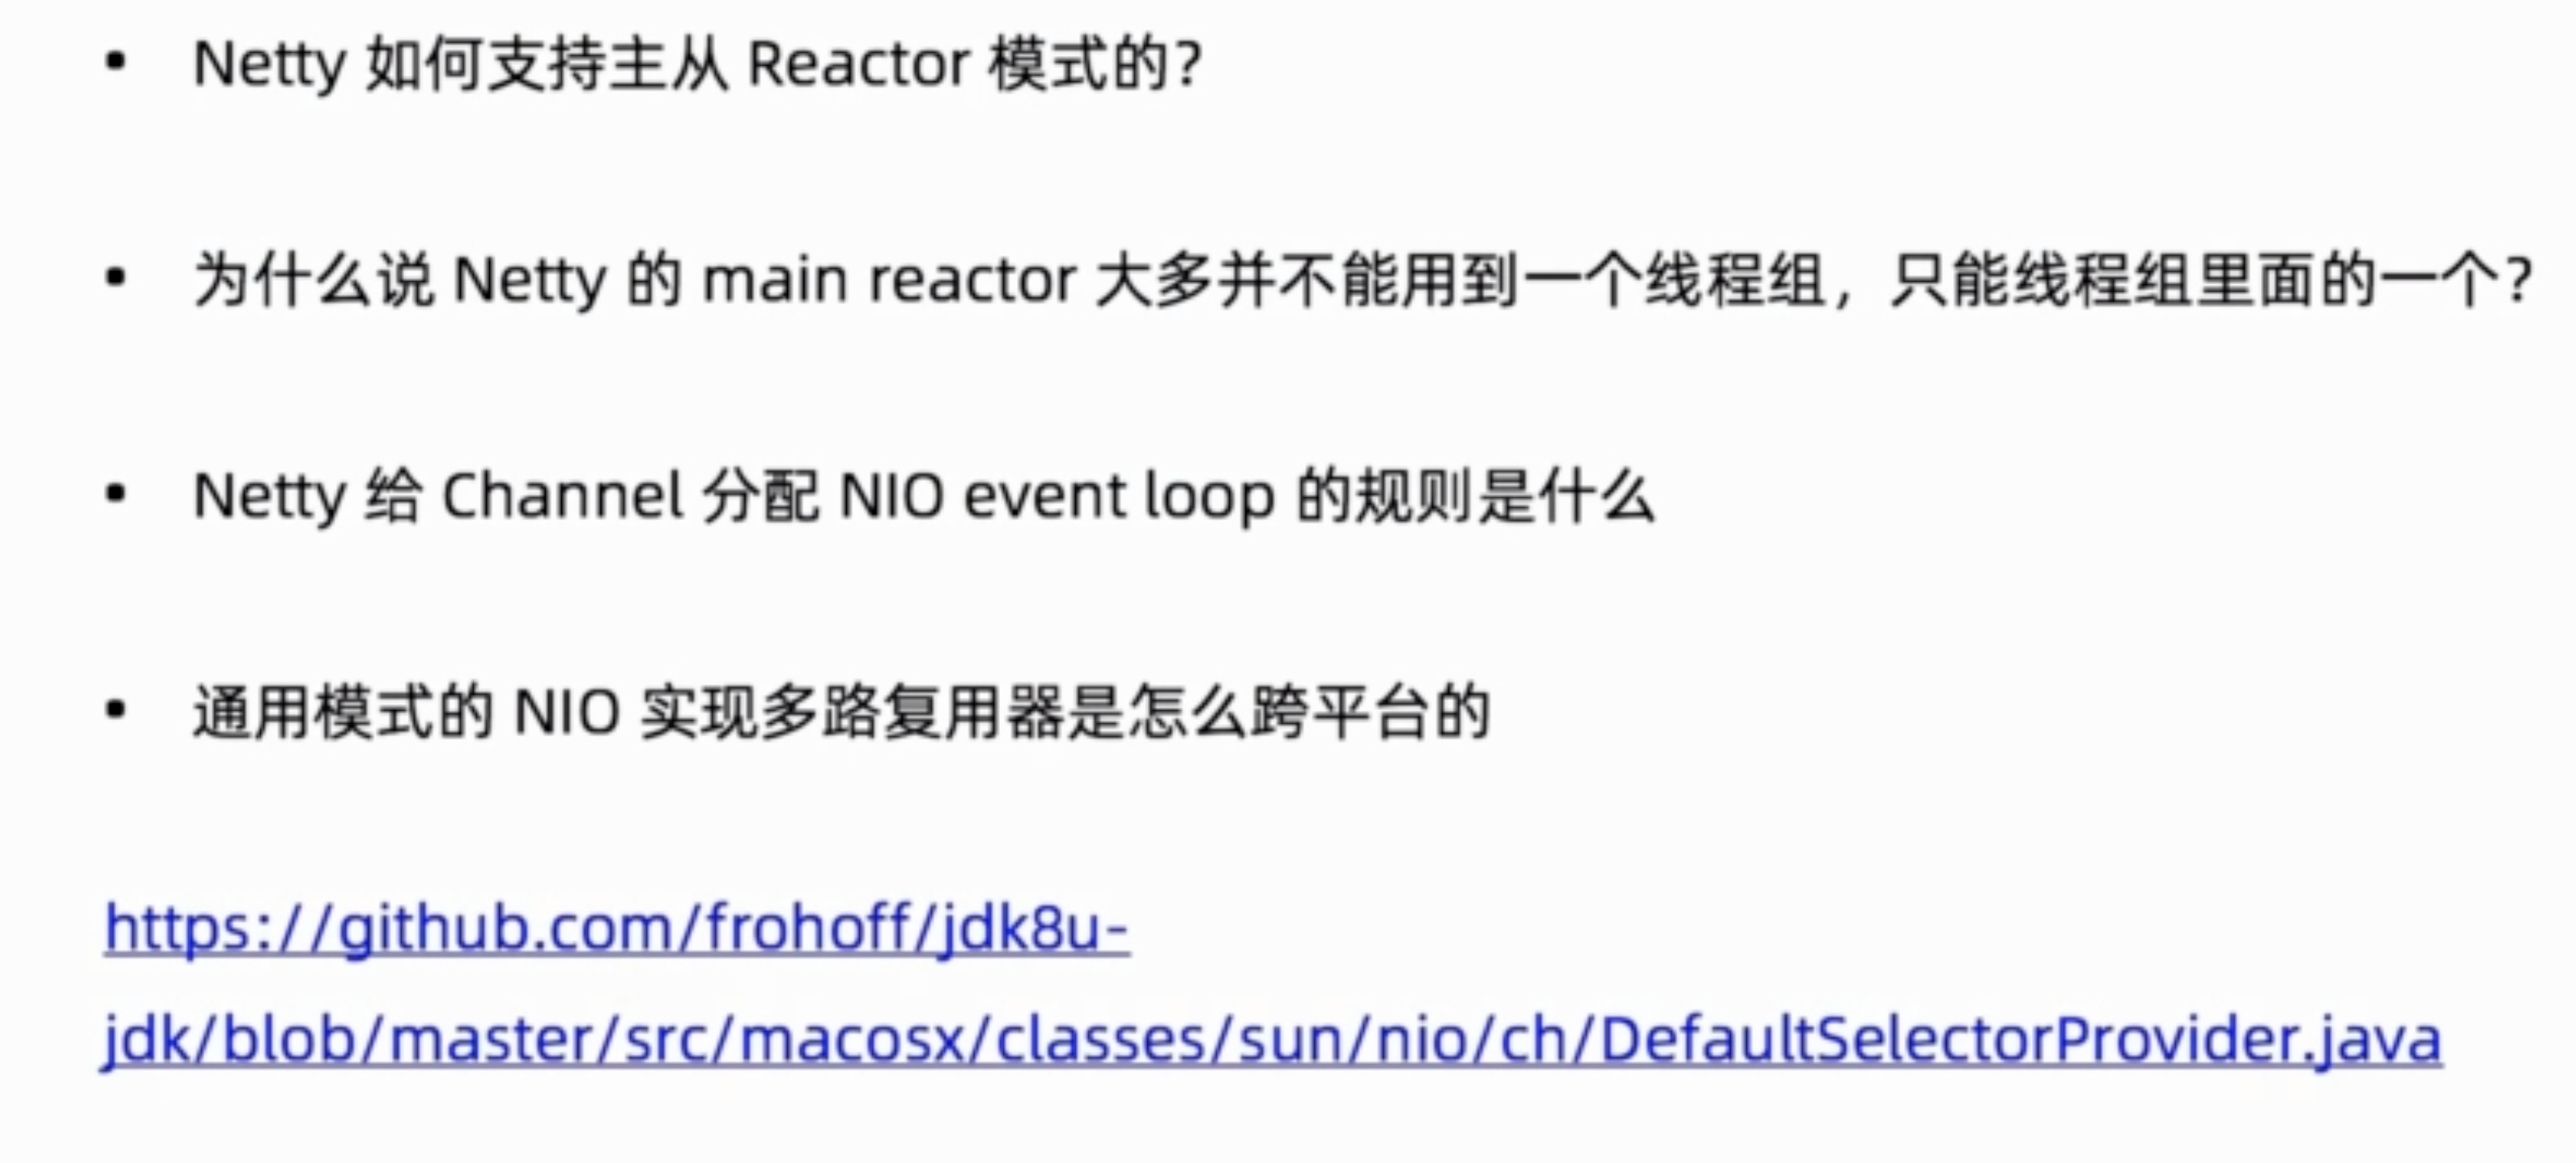 • Netty 如何支持主从 Reactor 模式的？
• 为什么说 Netty 的 main reactor 大多并不能用到一个线程组，只能线程组里面的一个？
• Netty 给 Channel 分配 NIO event loop 的规则是什么
• 通用模式的 NIO 实现多路复用器是怎么跨平台的
https://github.com/frohoff/jdk8u-
jdk/blob/master/src/macosx/classes/sun/nio/ch/DefaultSelectorProvider.java